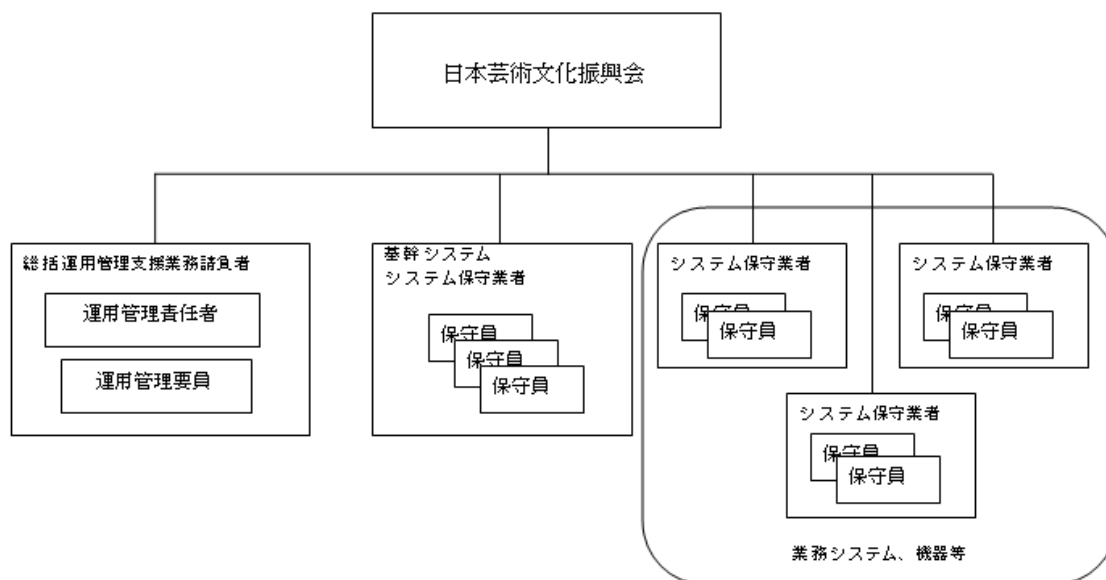 日本芸術文化振興会
総括運用管理支援業務請負者
運用管理責任者
運用管理要員
基幹システム
システム保守業者
保守員
保守員
保守員
システム保守業者
保守員
保守員
システム保守業者
保守員
保守員
システム保守業者
保守員
保守員
業務システム、機器等